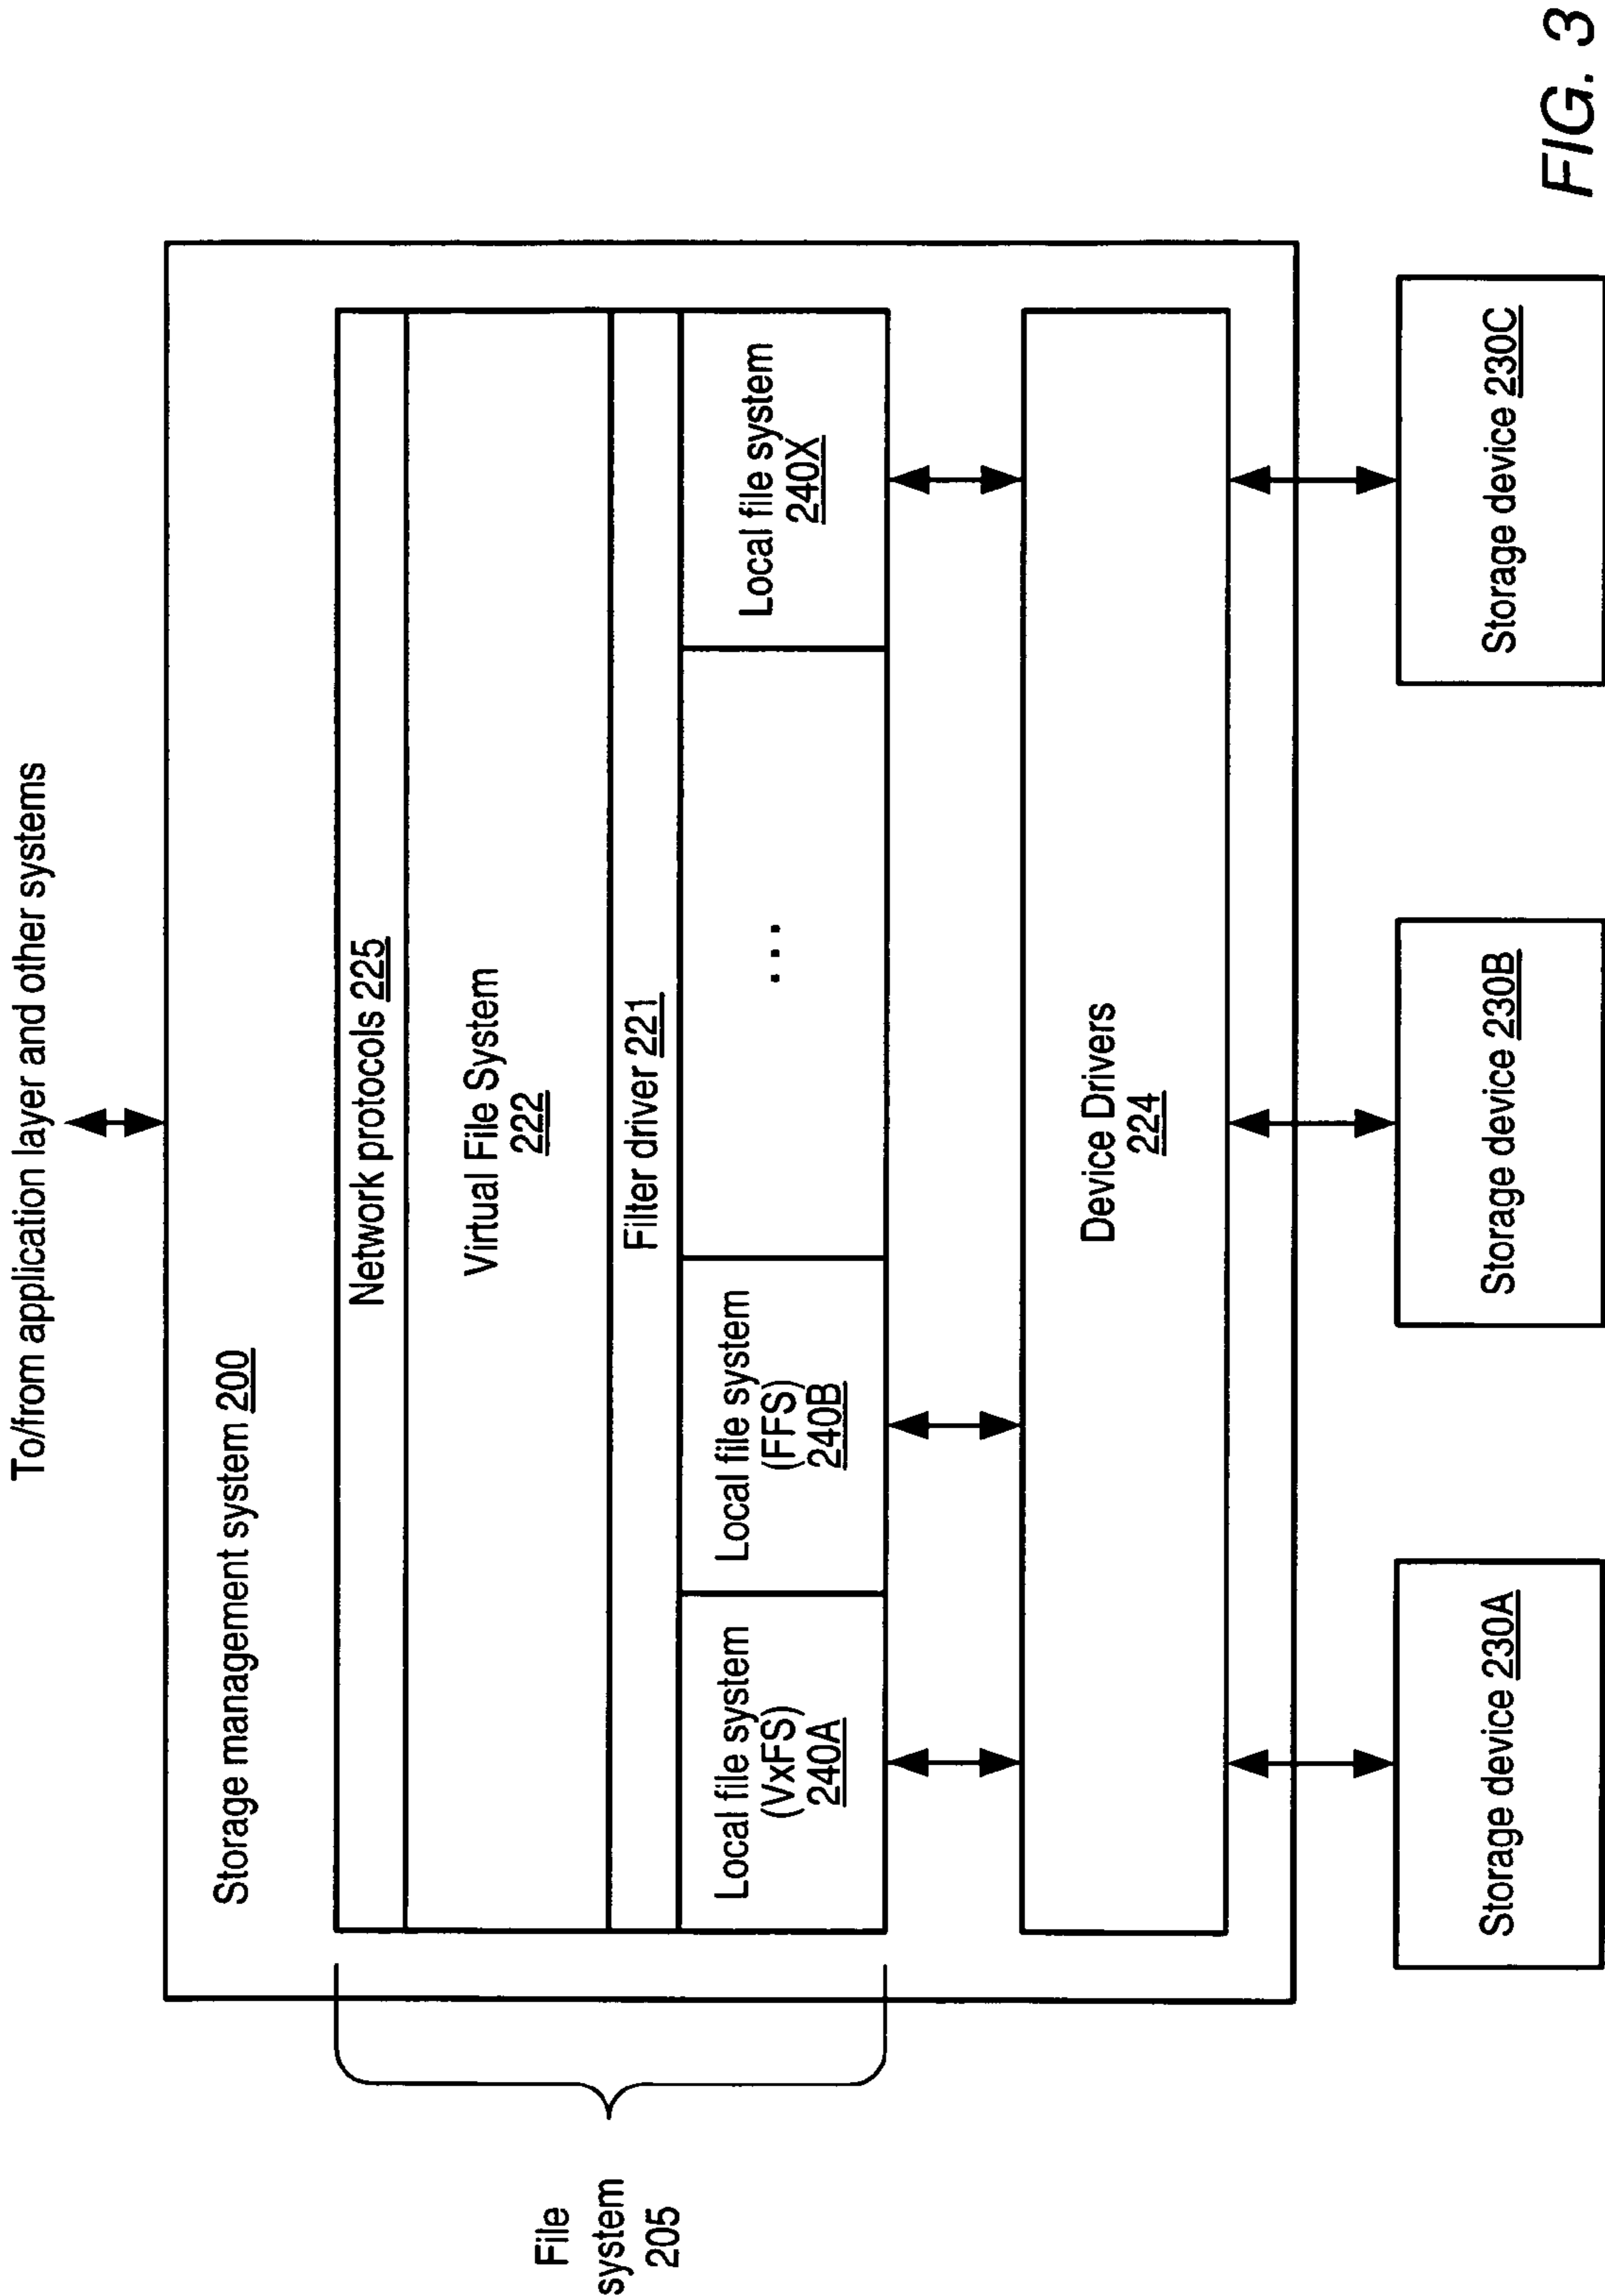 To/from application layer and other systems
Storage management system 200
Network protocols 225
Virtual File System
222
Filter driver 221
Local file system
(VxFS)
240A
Local file system
(FFS)
240B
...
Local file system
240X
File
system
205
Device Drivers
224
Storage device 230A
Storage device 230B
Storage device 230C
FIG. 3